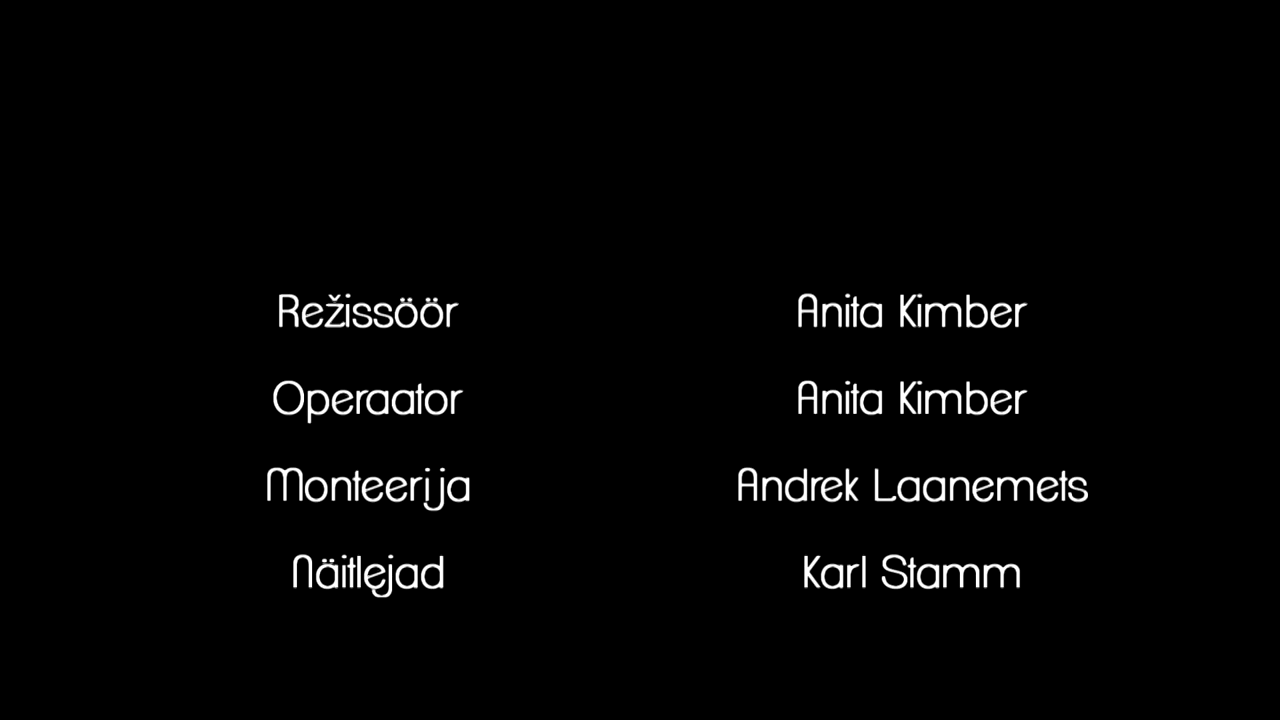 Režissöör Anita Kimber
Operaator Anita Kimber
Monteerija Andrek Laanemets
Näitlejad Karl Stamm